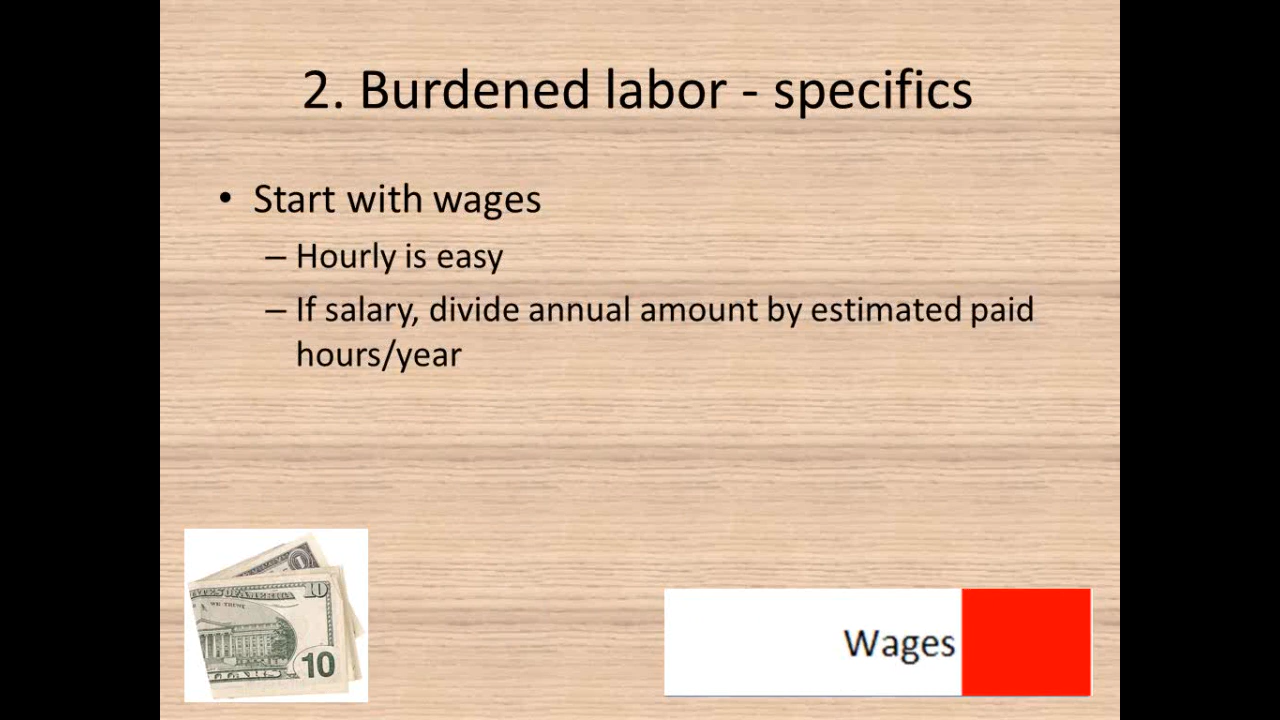 2. Burdened labor - specifics
• Start with wages
– Hourly is easy
– If salary, divide annual amount by estimated paid
hours/year
10
10
Wages